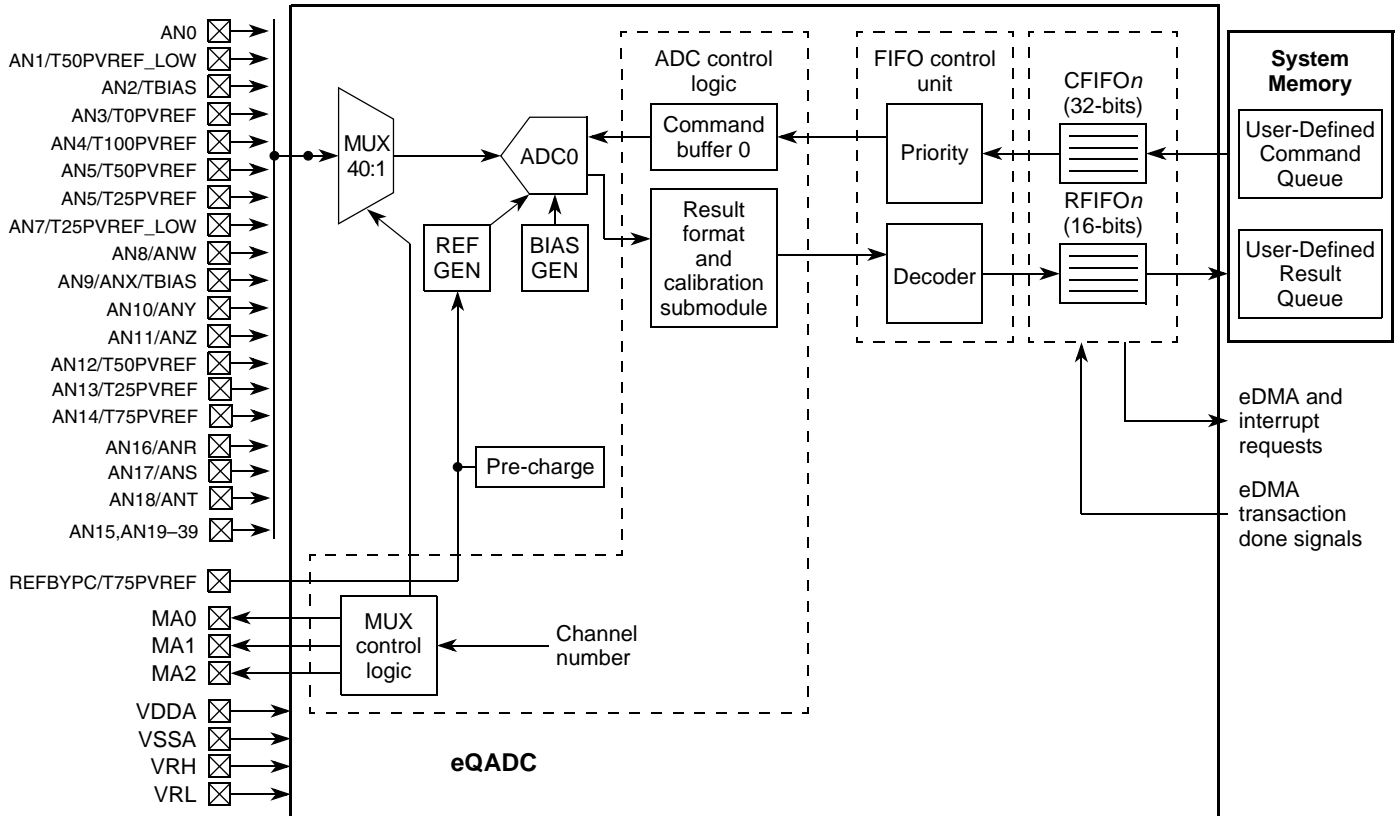 AN0
AN1/T50PVREF_LOW
AN2/TBIAS
AN3/T0PVREF
AN4/T100PVREF
AN5/T50PVREF
AN5/T25PVREF
AN7/T25PVREF_LOW
AN8/ANW
AN9/ANX/TBIAS
AN10/ANY
AN11/ANZ
AN12/T50PVREF
AN13/T25PVREF
AN14/T75PVREF
AN16/ANR
AN17/ANS
AN18/ANT
AN15,AN19–39
REFBYPC/T75PVREF
MA0
MA1
MA2
VDDA
VSSA
VRH
VRL
MUX
40:1
ADC0
REF
GEN
BIAS
GEN
Pre-charge
MUX
control
logic
Channel
number
eQADC
ADC control
logic
Command
buffer 0
Result
format
and
calibration
submodule
FIFO control
unit
Priority
Decoder
CFIFOn
(32-bits)
RFIFOn
(16-bits)
System
Memory
User-Defined
Command
Queue
User-Defined
Result
Queue
eDMA and
interrupt
requests
eDMA
transaction
done signals